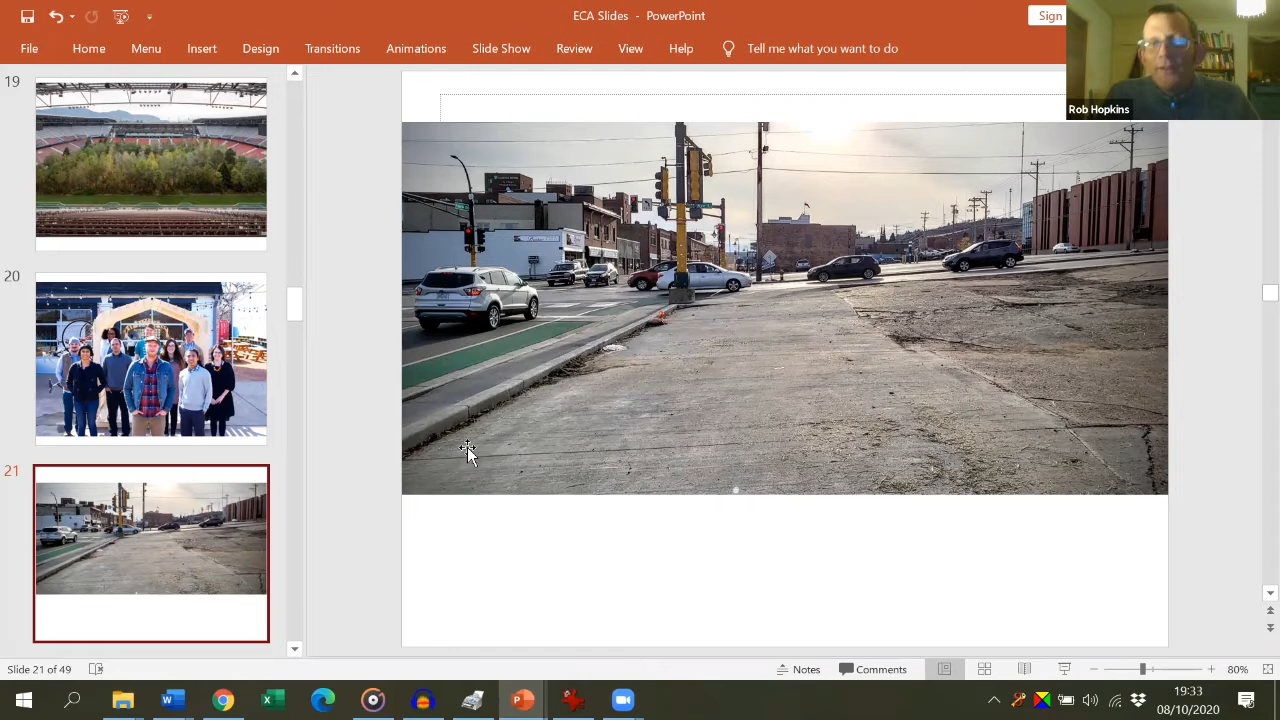 ECA Slides - PowerPoint
Sign
File Home Menu Insert Design Transitions Animations Slide Show Review View Help Tell me what you want to do
Rob Hopkins
19
20
21
Slide 21 of 49
Notes
Comments
80%
19:33
08/10/2020